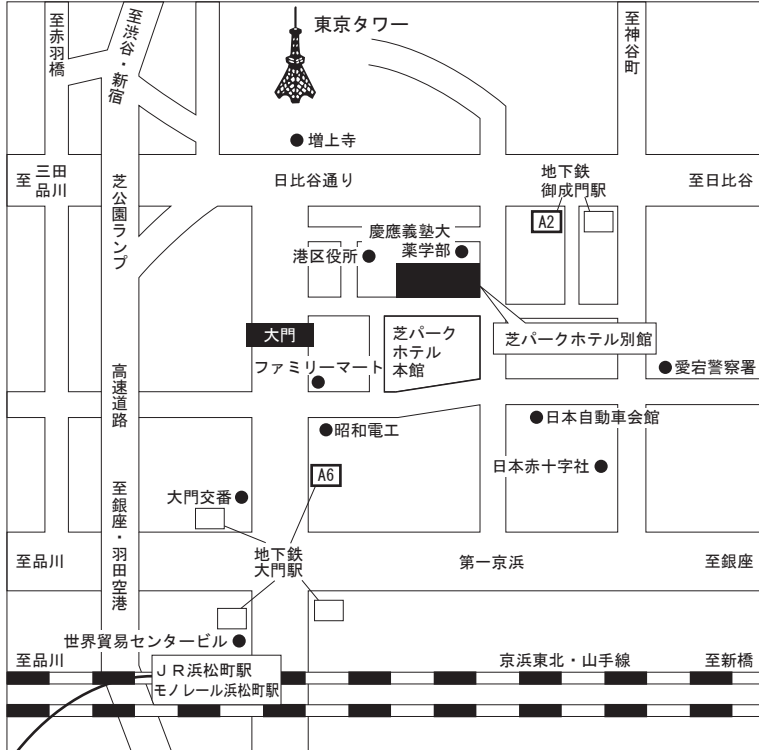 至赤羽橋
至渋谷・新宿
東京タワー
至神谷町
増上寺
至 三田
品川
芝公園ランプ
日比谷通り
地下鉄
御成門駅
至日比谷
A2
慶應義塾大
薬学部
港区役所
大門
芝パーク
ホテル
本館
芝パークホテル別館
ファミリーマート
愛宕警察署
高速道路
昭和電工
日本自動車会館
A6
日本赤十字社
大門交番
至銀座・羽田空港
至品川
地下鉄
大門駅
第一京浜
至銀座
世界貿易センタービル
至品川
JR浜松町駅
モノレール浜松町駅
京浜東北・山手線
至新橋